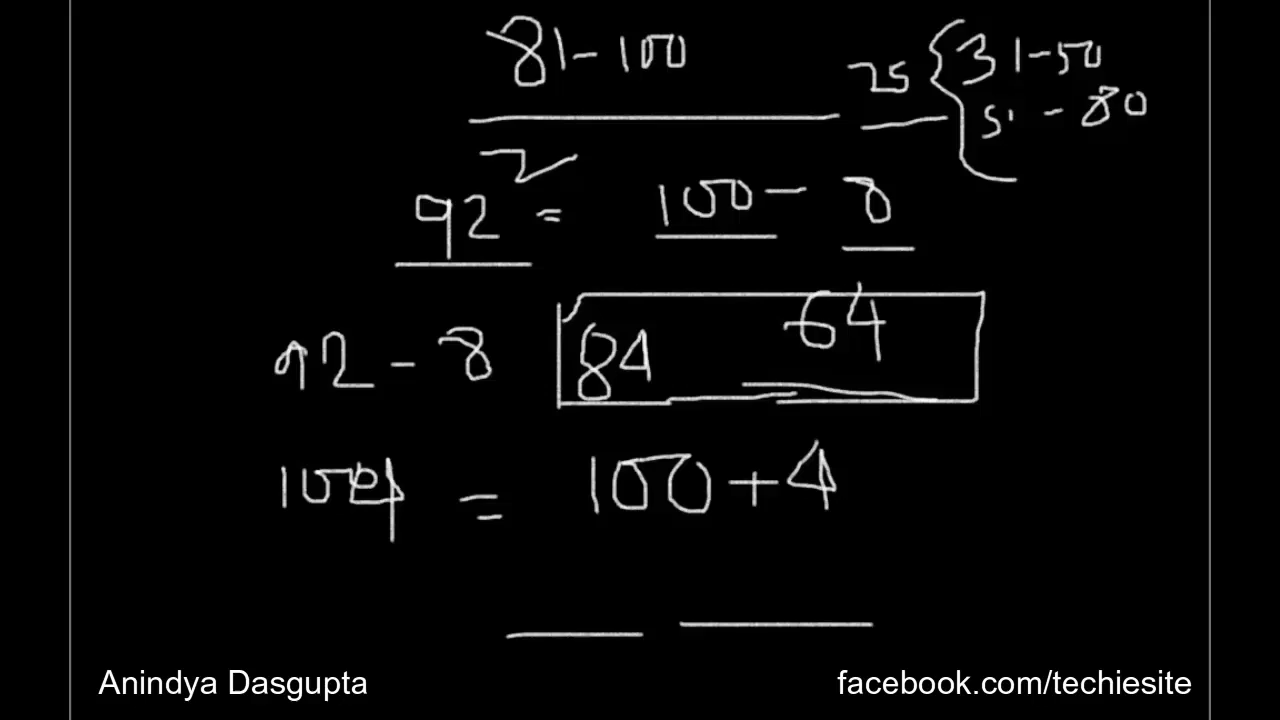 81 - 100
25 { 31 - 50
51 - 80
92 = 100 - 8
92 - 8 84 64
104 = 100 + 4
Anindya Dasgupta
facebook.com/techiesite